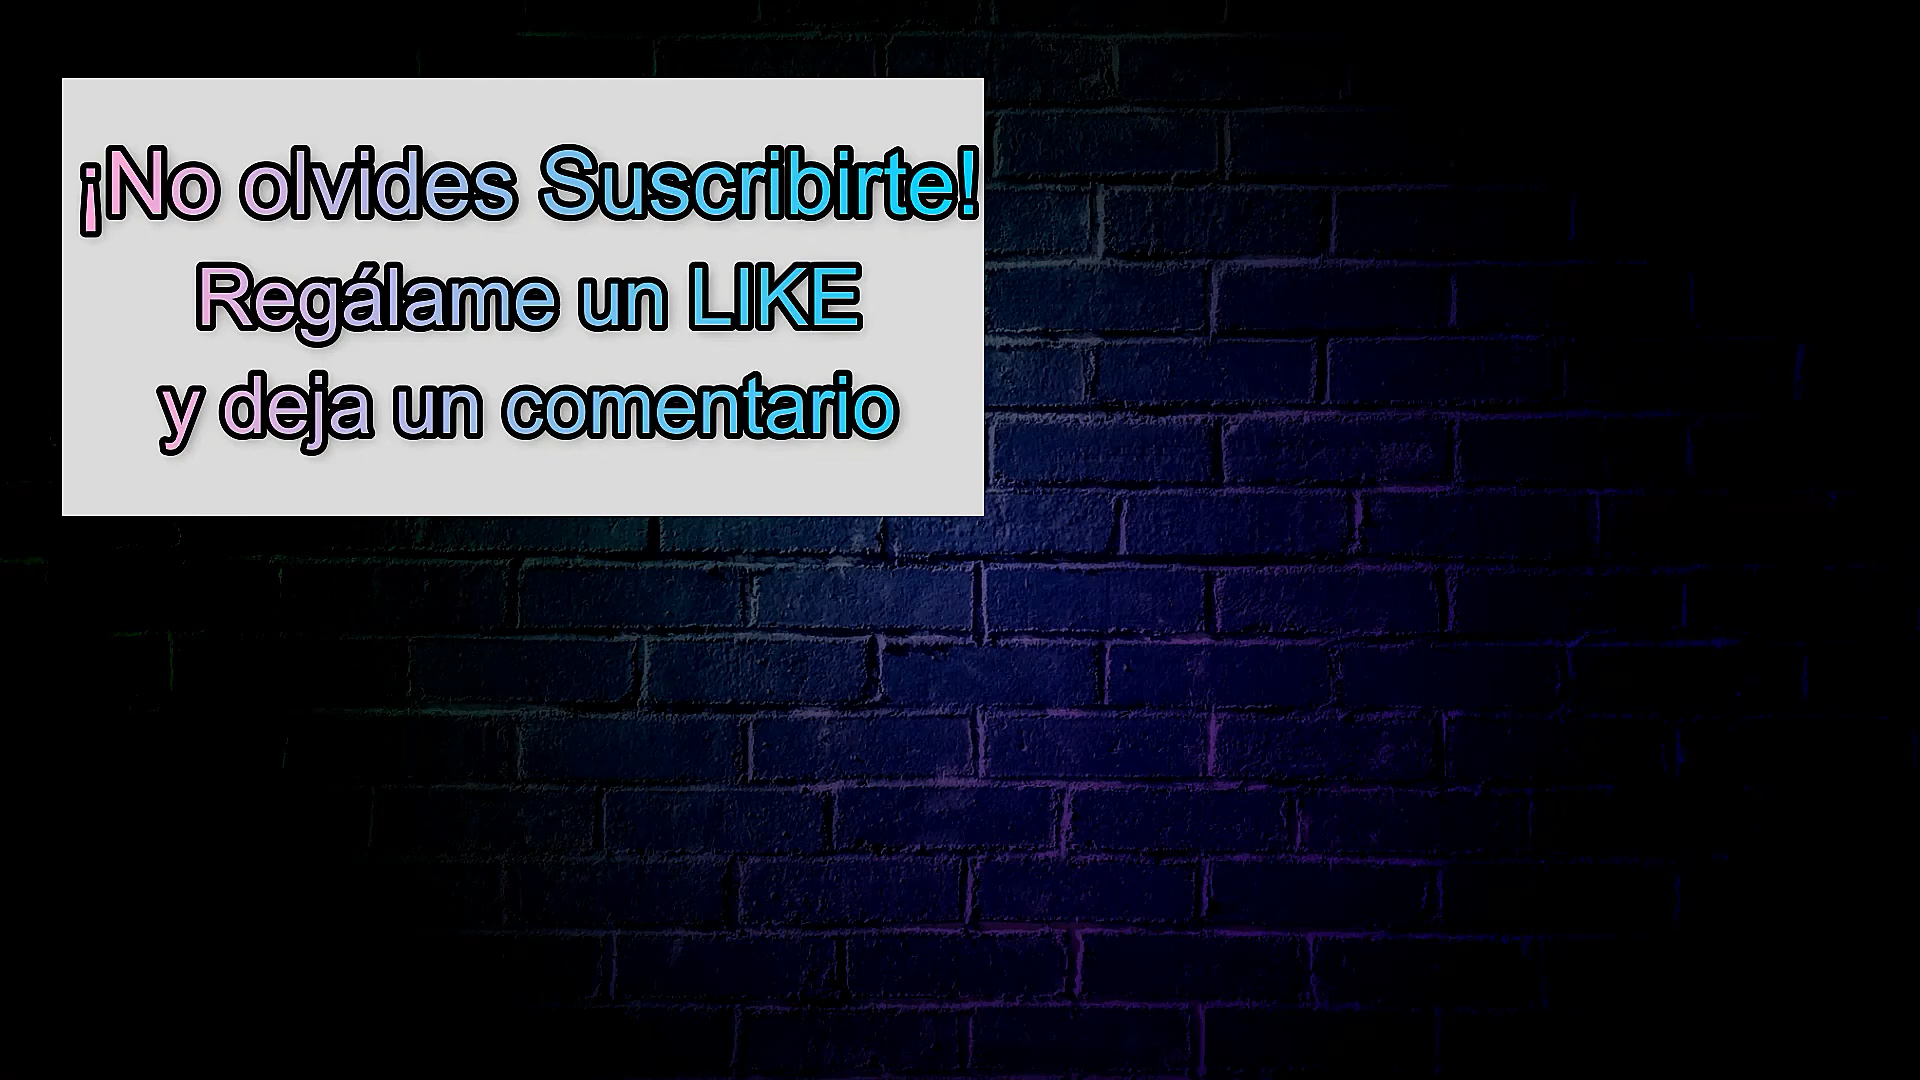 ¡No olvides Suscribirte!
Regálame un LIKE
y deja un comentario